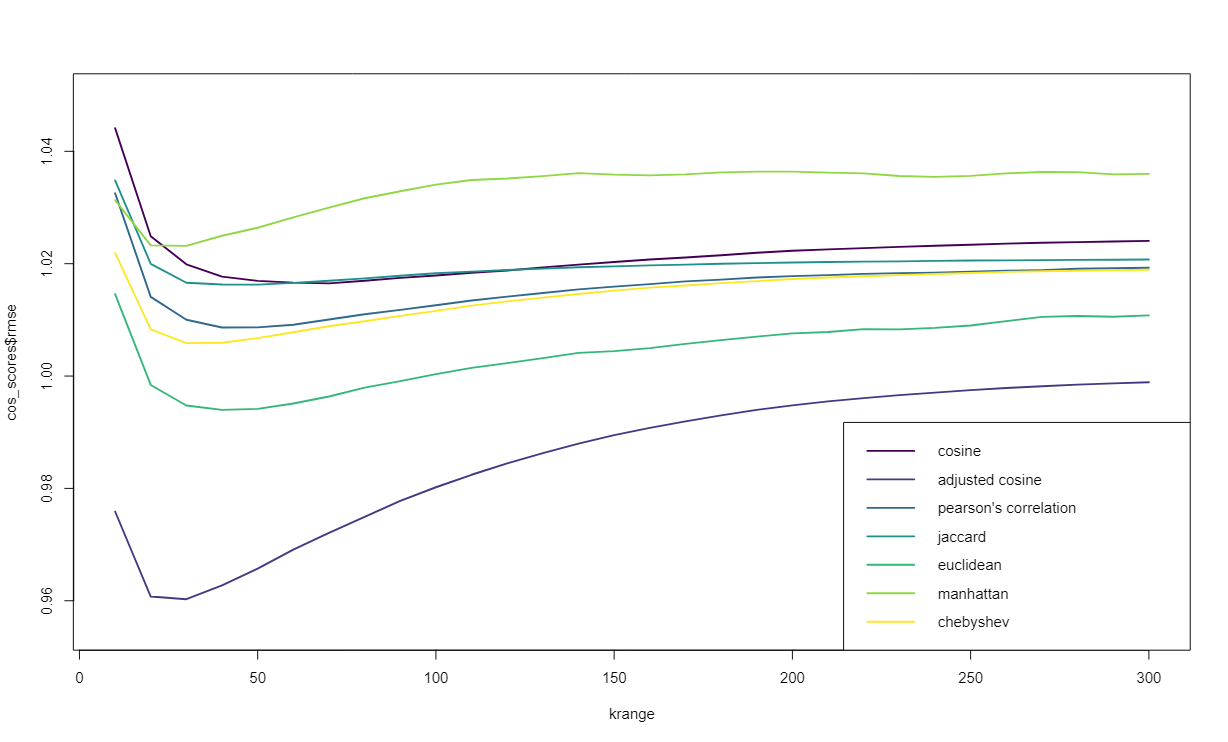 cos_scores$rmse
1.04
1.02
1.00
0.98
0.96
0
50
100
150
200
250
300
krange
cosine
adjusted cosine
pearson's correlation
jaccard
euclidean
manhattan
chebyshev